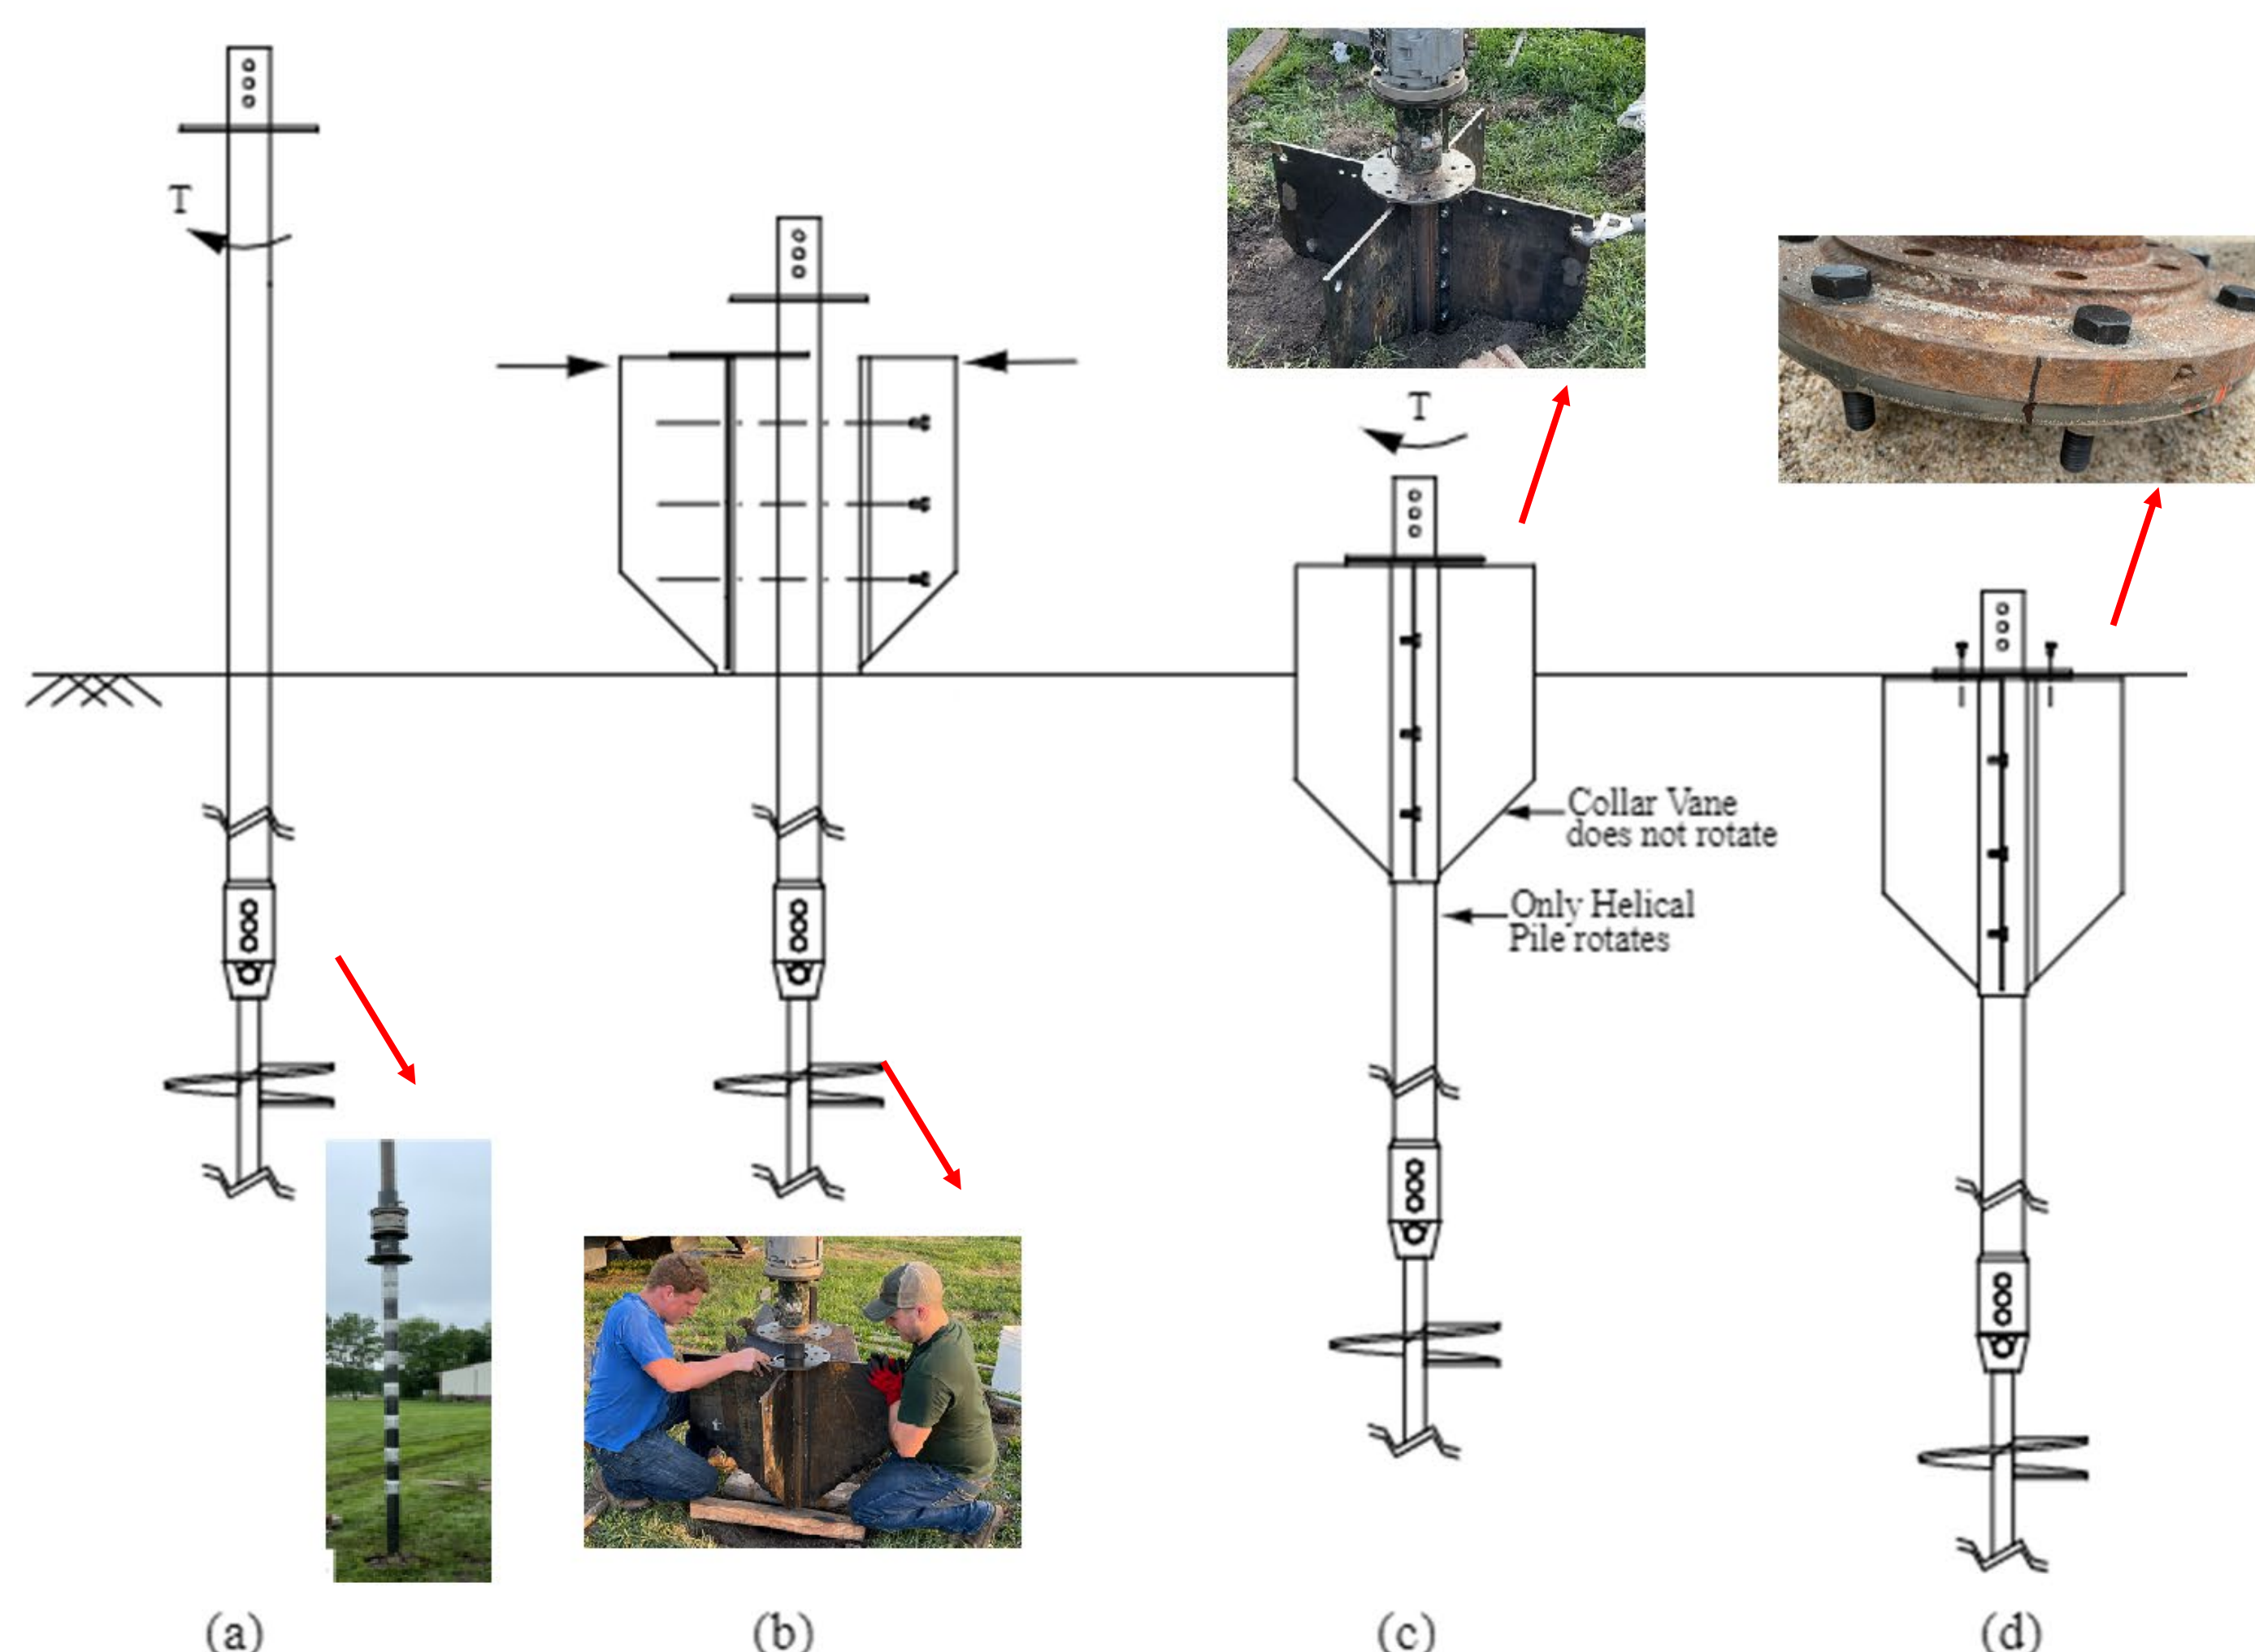 T
T
Collar Vane
does not rotate
Only Helical
Pile rotates
(a)
(b)
(c)
(d)